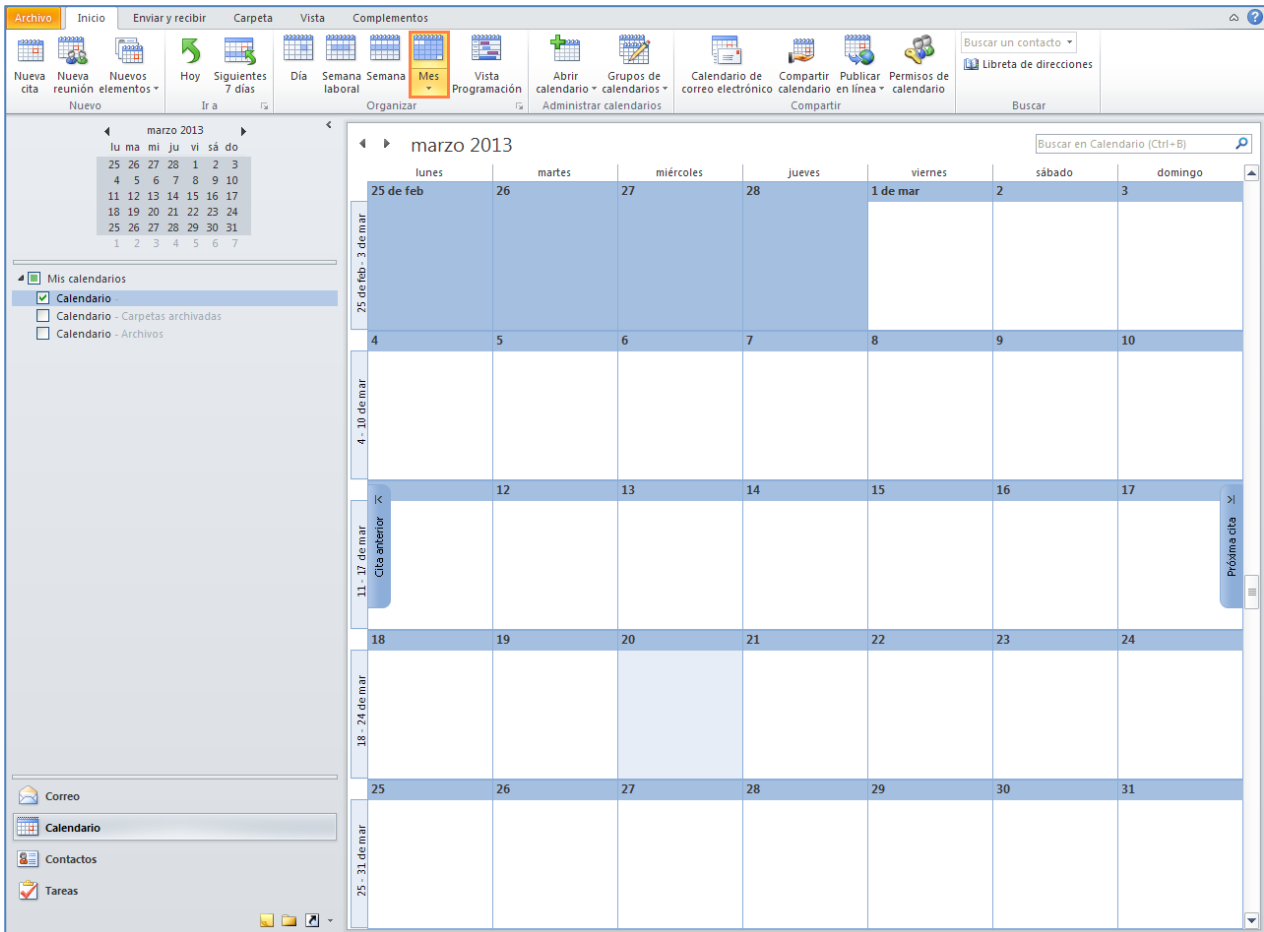 Archivo Inicio Enviar y recibir Carpeta Vista Complementos
Nueva cita
Nueva reunión
Nuevos elementos
Nuevo
Hoy
Siguientes 7 días
Ir a
Día
Semana laboral
Semana
Mes
Vista Programación
Organizar
Abrir calendario
Grupos de calendarios
Administrar calendarios
Calendario de correo electrónico
Compartir calendario
Publicar en línea
Permisos de calendario
Compartir
Buscar un contacto
Libreta de direcciones
Buscar
marzo 2013
lu ma mi ju vi sá do
25 26 27 28 1 2 3
4 5 6 7 8 9 10
11 12 13 14 15 16 17
18 19 20 21 22 23 24
25 26 27 28 29 30 31
1 2 3 4 5 6 7
Mis calendarios
Calendario -
Calendario - Carpetas archivadas
Calendario - Archivos
Correo
Calendario
Contactos
Tareas
marzo 2013
Buscar en Calendario (Ctrl+B)
lunes martes miércoles jueves viernes sábado domingo
25 de feb - 3 de mar
25 de feb 26 27 28 1 de mar 2 3
4 - 10 de mar
4 5 6 7 8 9 10
11 - 17 de mar
12 13 14 15 16 17
Cita anterior
Próxima cita
18 - 24 de mar
18 19 20 21 22 23 24
25 - 31 de mar
25 26 27 28 29 30 31